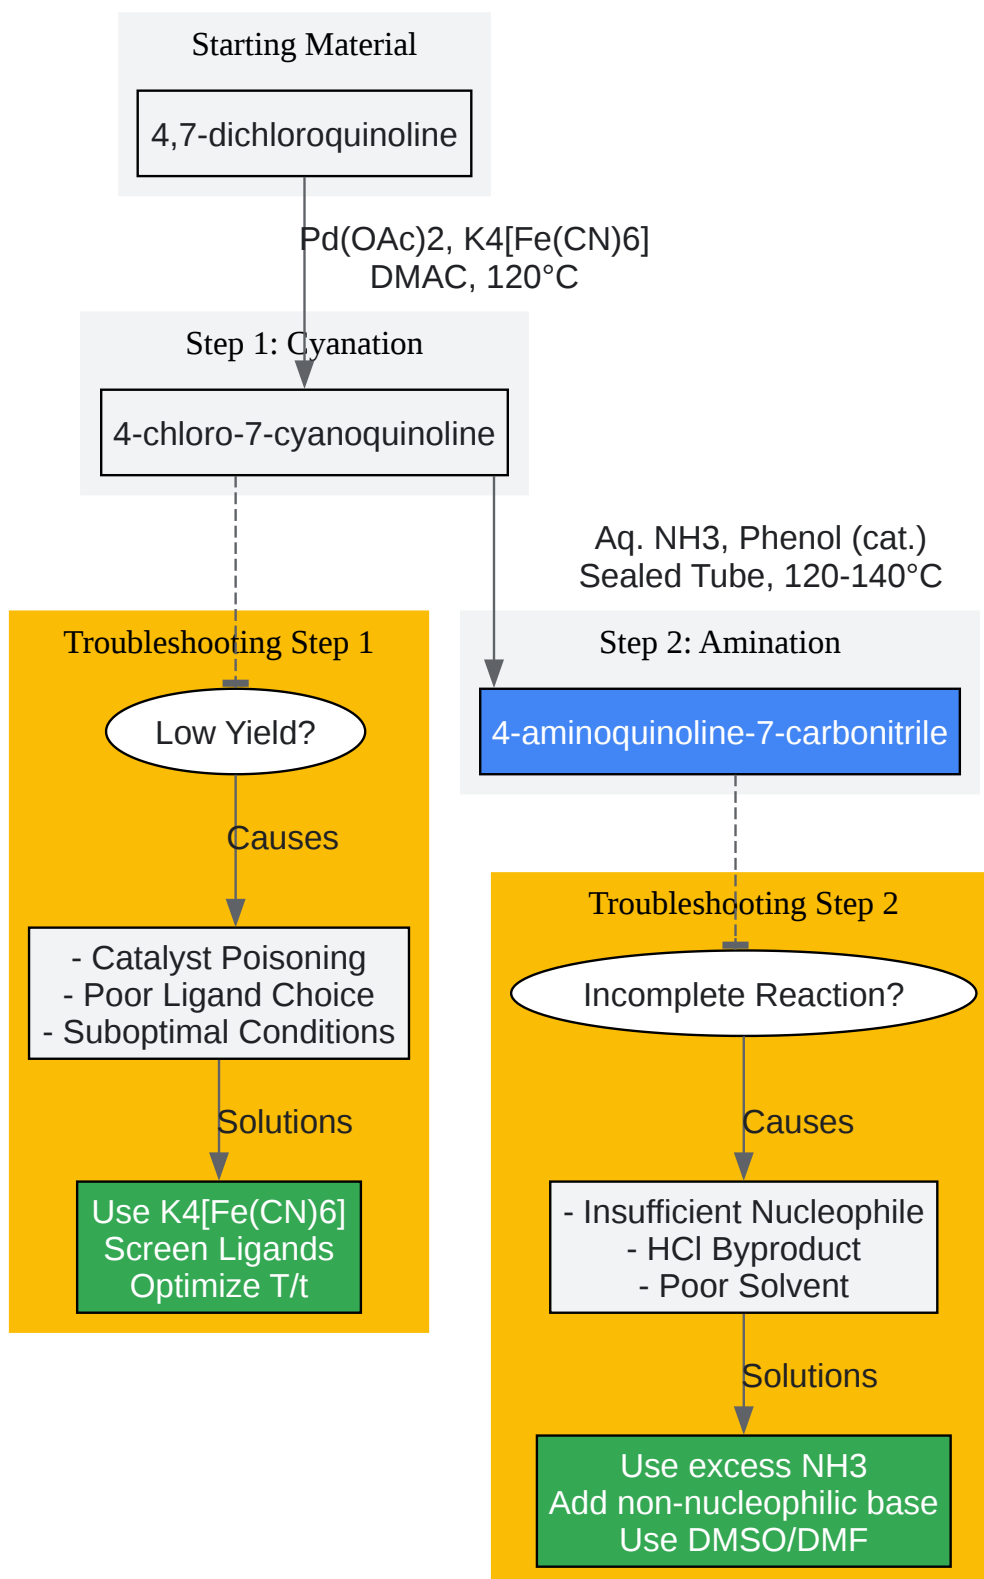 Starting Material
4,7-dichloroquinoline
Pd(OAc)2, K4[Fe(CN)6]
DMAC, 120°C
Step 1: Cyanation
4-chloro-7-cyanoquinoline
Aq. NH3, Phenol (cat.)
Sealed Tube, 120-140°C
Troubleshooting Step 1
Low Yield?
Causes
- Catalyst Poisoning
- Poor Ligand Choice
- Suboptimal Conditions
Solutions
Use K4[Fe(CN)6]
Screen Ligands
Optimize T/t
Step 2: Amination
4-aminoquinoline-7-carbonitrile
Troubleshooting Step 2
Incomplete Reaction?
Causes
- Insufficient Nucleophile
- HCl Byproduct
- Poor Solvent
Solutions
Use excess NH3
Add non-nucleophilic base
Use DMSO/DMF